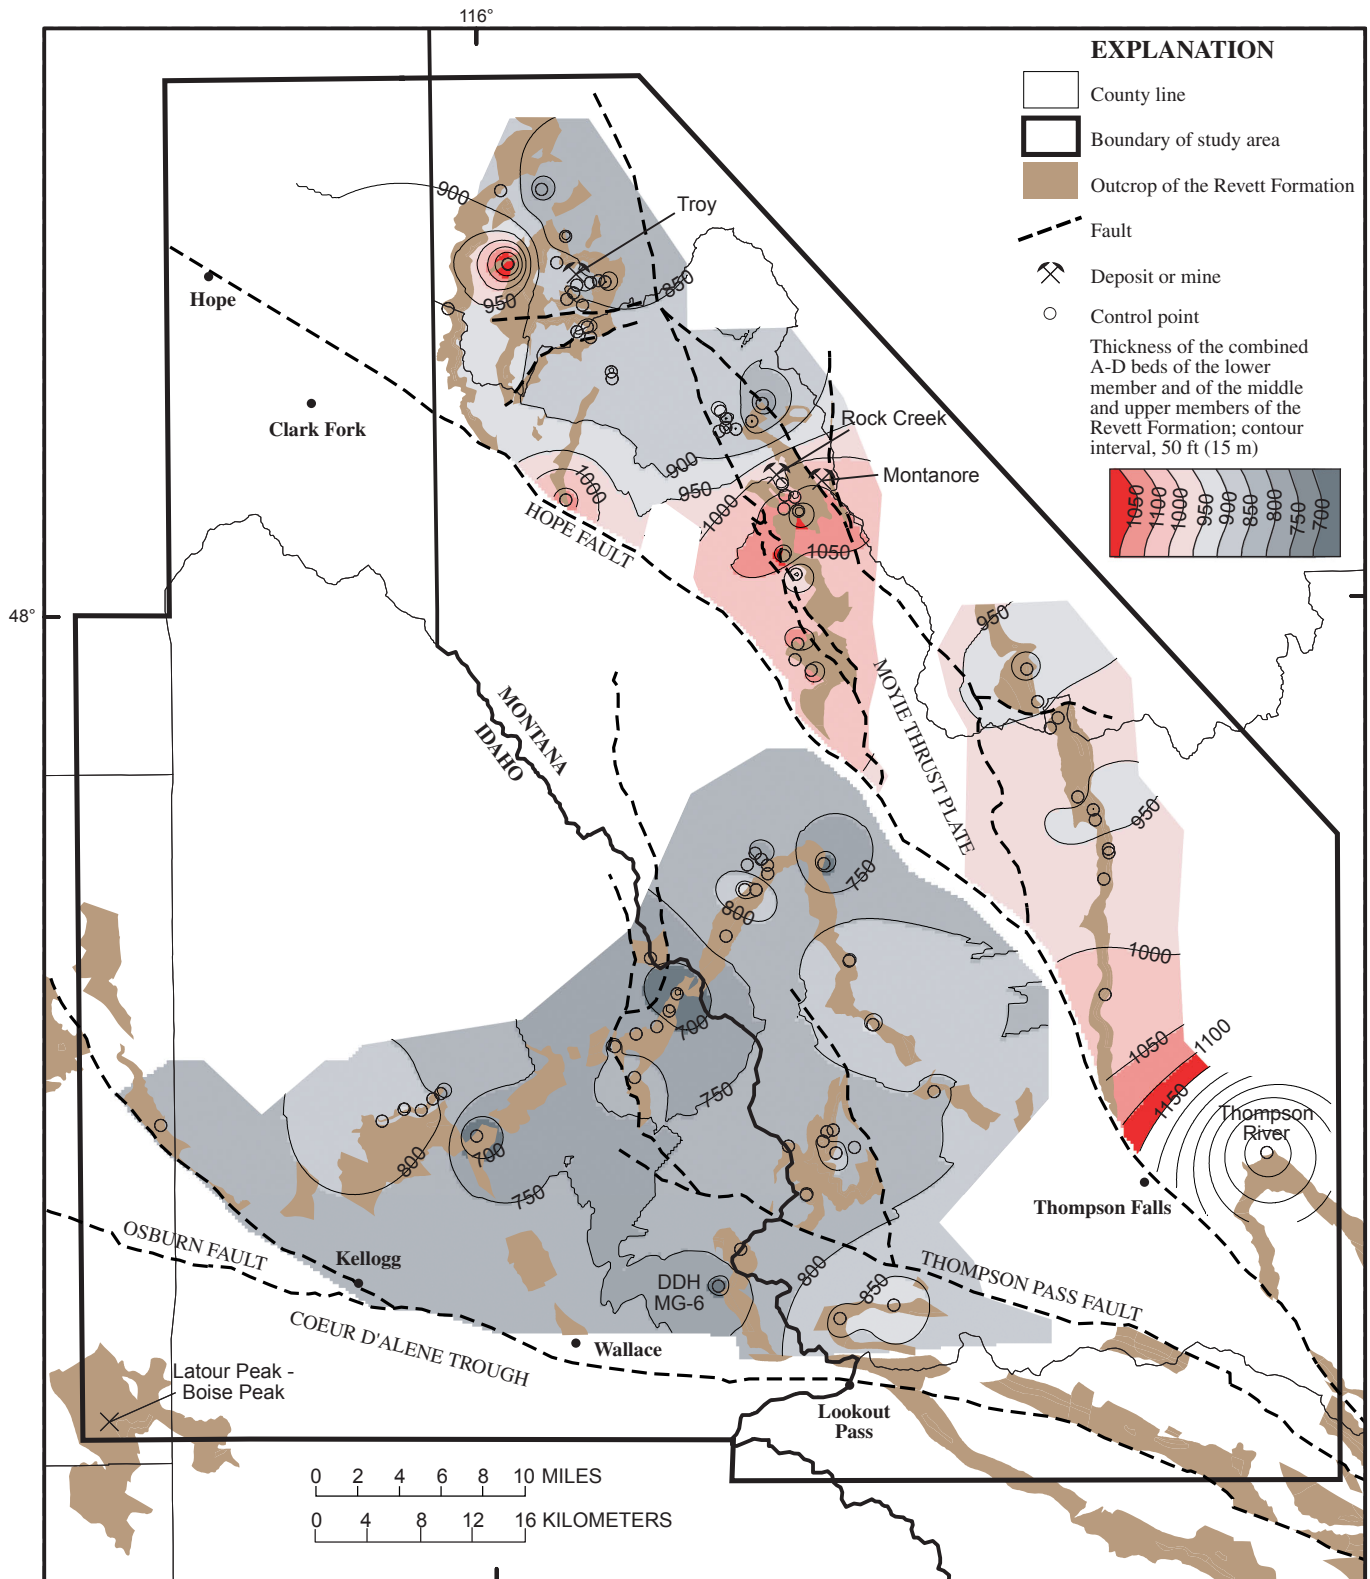 116°
EXPLANATION
County line
Boundary of study area
Outcrop of the Revett Formation
Fault
Deposit or mine
Control point
Thickness of the combined
A-D beds of the lower
member and of the middle
and upper members of the
Revett Formation; contour
interval, 50 ft (15 m)
1050
1100
1000
950
900
850
800
750
700
900
Troy
850
950
Hope
Clark Fork
Rock Creek
900
950
Montanore
1000
1000
HOPE FAULT
1050
48°
950
MONTANA
IDAHO
MOYIE THRUST PLATE
950
750
800
1000
700
1050
1100
750
1150
Thompson
River
800
700
750
Thompson Falls
OSBURN FAULT
Kellogg
THOMPSON PASS FAULT
800
850
DDH
MG-6
COEUR D'ALENE TROUGH
Wallace
Latour Peak -
Boise Peak
Lookout
Pass
0 2 4 6 8 10 MILES
0 4 8 12 16 KILOMETERS